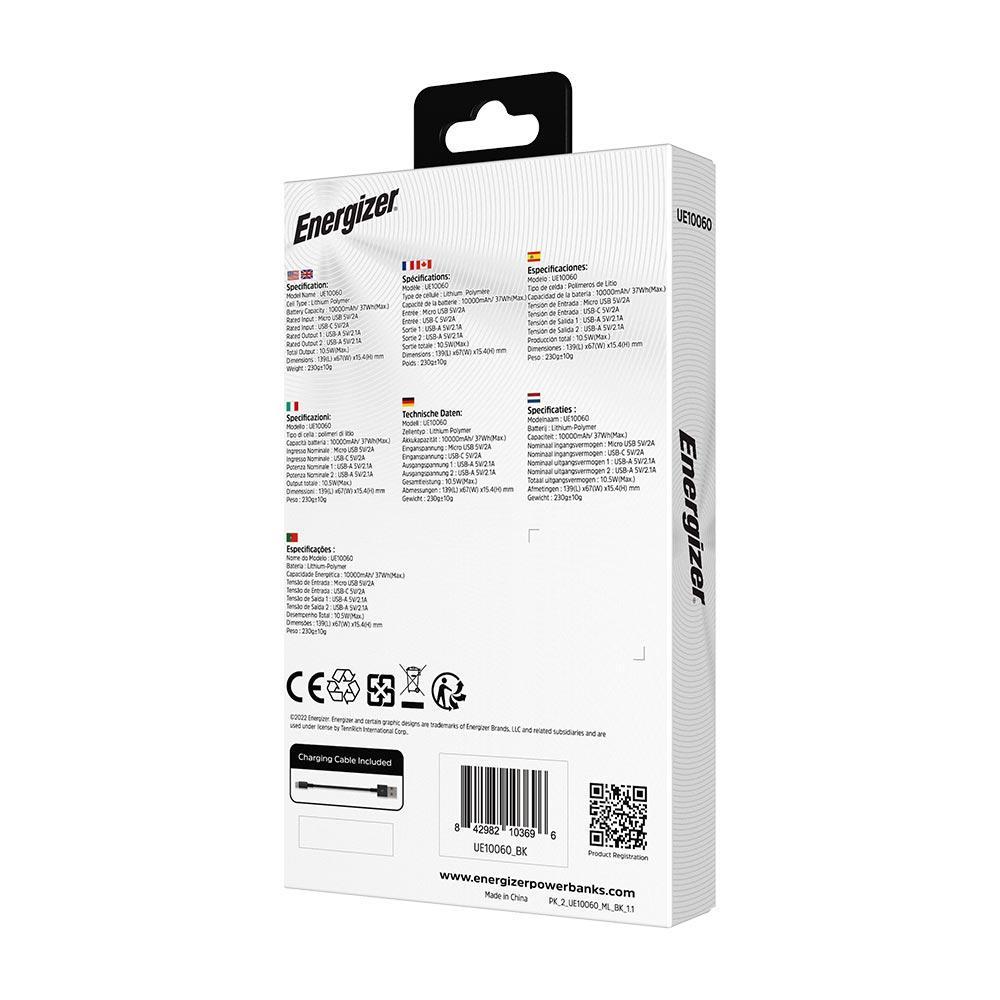 Energizer
Specification:
Model Name : UE10060
Cell Type : Lithium Polymer
Battery Capacity : 10000mAh/ 37Wh(Max.)
Rated Input : Micro USB 5V/2A
Rated Input : USB-C 5V/2A
Rated Output 1 : USB-A 5V/2.1A
Rated Output 2 : USB-A 5V/2.1A
Total Output : 10.5W(Max.)
Dimensions : 139(L) x67(W) x15.4(H) mm
Weight : 230g±10g
Spécifications:
Modèle : UE10060
Type de cellule : Lithium Polymère
Capacité de la batterie : 10000mAh/ 37Wh(Max.)
Entrée : Micro USB 5V/2A
Entrée : USB-C 5V/2A
Sortie 1 : USB-A 5V/2.1A
Sortie 2 : USB-A 5V/2.1A
Sortie totale : 10.5W(Max.)
Dimensions : 139(L) x67(W) x15.4(H) mm
Poids : 230g±10g
Especificaciones:
Modelo : UE10060
Tipo de celda : Polímeros de Litio
Capacidad de la batería : 10000mAh/ 37Wh(Max.)
Tensión de Entrada : Micro USB 5V/2A
Tensión de Entrada : USB-C 5V/2A
Tensión de Salida 1 : USB-A 5V/2.1A
Tensión de Salida 2 : USB-A 5V/2.1A
Producción total : 10.5W(Max.)
Dimensiones : 139(L) x67(W) x15.4(H) mm
Peso : 230g±10g
Specificazioni:
Modello : UE10060
Tipo di cella : polimeri di litio
Capacità batteria : 10000mAh/ 37Wh(Max.)
Ingresso Nominale : Micro USB 5V/2A
Ingresso Nominale : USB-C 5V/2A
Potenza Nominale 1 : USB-A 5V/2.1A
Potenza Nominale 2 : USB-A 5V/2.1A
Output totale : 10.5W(Max.)
Dimenssioni : 139(L) x67(W) x15.4(H) mm
Peso : 230g±10g
Technische Daten:
Modell : UE10060
Zellentyp : Lithium-Polymer
Akkukapazität : 10000mAh/ 37Wh(Max.)
Eingangspannung : Micro USB 5V/2A
Einganspannung : USB-C 5V/2A
Ausgangspannung 1 : USB-A 5V/2.1A
Ausgangspannung 2 : USB-A 5V/2.1A
Gesamtleistung : 10.5W(Max.)
Abmessungen : 139(L) x67(W) x15.4(H) mm
Gewicht : 230g±10g
Specificaties :
Modelnaam : UE10060
Batterij : Lithium-Polymer
Capaciteit : 10000mAh/ 37Wh(Max.)
Nominaal ingangsvermogen : Micro USB 5V/2A
Nominaal ingangsvermogen : USB-C 5V/2A
Nominaal uitgangsvermogen 1 : USB-A 5V/2.1A
Nominaal uitgangsvermogen 2 : USB-A 5V/2.1A
Totaal uitgangsvermogen : 10.5W(Max.)
Afmetingen : 139(L) x67(W) x15.4(H) mm
Gewicht : 230g±10g
Especificações :
Nome do Modelo : UE10060
Bateria : Lithium-Polymer
Capacidade Energética : 10000mAh/ 37Wh(Max.)
Tensão de Entrada : Micro USB 5V/2A
Tensão de Entrada : USB-C 5V/2A
Tensão de Saída 1 : USB-A 5V/2.1A
Tensão de Saída 2 : USB-A 5V/2.1A
Desempenho Total : 10.5W(Max.)
Dimensões : 139(L) x67(W) x15.4(H) mm
Peso : 230g±10g
CE
©2022 Energizer. Energizer and certain graphic designs are trademarks of Energizer Brands, LLC and related subsidiaries and are
used under license by TennRich International Corp.
Charging Cable Included
8 42982 10369 6
UE10060_BK
Product Registration
www.energizerpowerbanks.com
Made in China
PK_2_UE10060_ML_BK_1.1
UE10060
Energizer